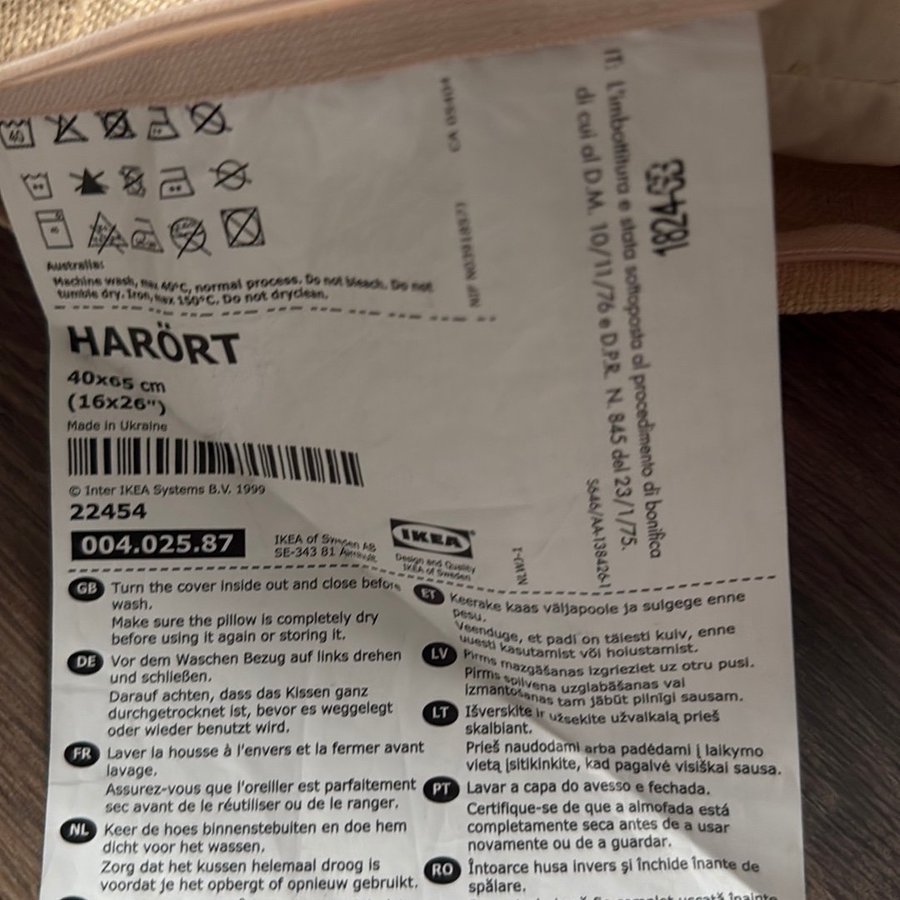 40
Australia:
Machine wash, max 40°C, normal process. Do not bleach. Do not
tumble dry. Iron, max 150°C. Do not dryclean.
HARÖRT
40x65 cm
(16x26")
Made in Ukraine
© Inter IKEA Systems B.V. 1999
22454
004.025.87
IKEA of Sweden AB
SE-343 81 Älmhult
IKEA
Design and Quality
IKEA of Sweden
IT: L'imbottitura e stata sottoposta al procedimento di bonifica
di cui al D.M. 10/11/76 e D.P.R. N. 845 del 23/1/75.
1824-
S646/AA-138426-1
GB Turn the cover inside out and close before
wash.
Make sure the pillow is completely dry
before using it again or storing it.
DE Vor dem Waschen Bezug auf links drehen
und schließen.
Darauf achten, dass das Kissen ganz
durchgetrocknet ist, bevor es weggelegt
oder wieder benutzt wird.
FR Laver la housse à l'envers et la fermer avant
lavage.
Assurez-vous que l'oreiller est parfaitement
sec avant de le réutiliser ou de le ranger.
NL Keer de hoes binnenstebuiten en doe hem
dicht voor het wassen.
Zorg dat het kussen helemaal droog is
voordat je het opbergt of opnieuw gebruikt.
ET Keerake kaas väljapoole ja sulgege enne
pesu.
Veenduge, et padi on täiesti kuiv, enne
uuesti kasutamist või hoiustamist.
LV Pirms mazgāšanas izgrieziet uz otru pusi.
Pirms spilvena uzglabāšanas vai
izmantošanas tam jābūt pilnīgi sausam.
LT Išverskite ir užsekite užvalkalą prieš
skalbiant.
Prieš naudodami arba padėdami į laikymo
vietą įsitikinkite, kad pagalvė visiškai sausa.
PT Lavar a capa do avesso e fechada.
Certifique-se de que a almofada está
completamente seca antes de a usar
novamente ou de a guardar.
RO Întoarce husa invers şi închide înante de
spălare.